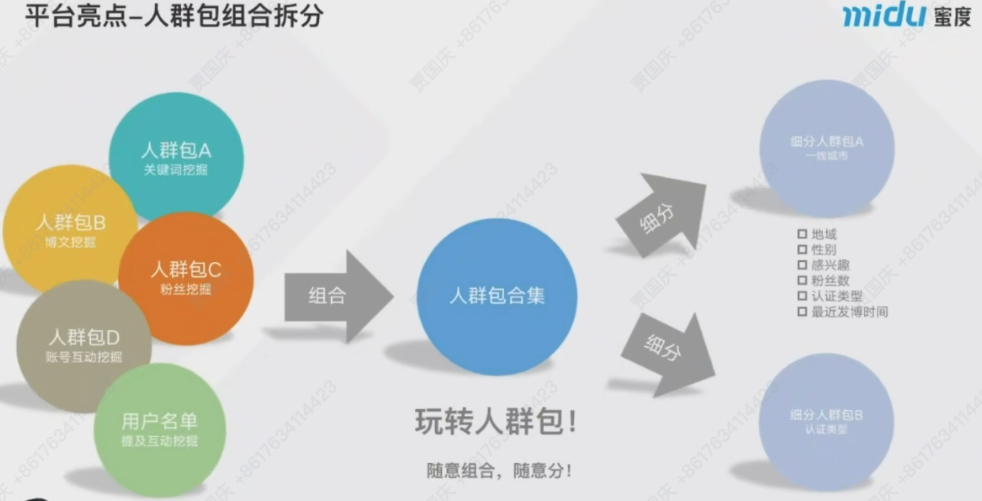 平台亮点-人群包组合拆分
midu 蜜度
人群包A
关键词挖掘
人群包B
博文挖掘
人群包C
粉丝挖掘
人群包D
账号互动挖掘
用户名单
提及互动挖掘
组合
人群包合集
玩转人群包!
随意组合，随意分!
细分
细分
细分人群包A
一线城市
地域
性别
感兴趣
粉丝数
认证类型
最近发博时间
细分人群包B
认证类型
贾国庆 +8617634114423